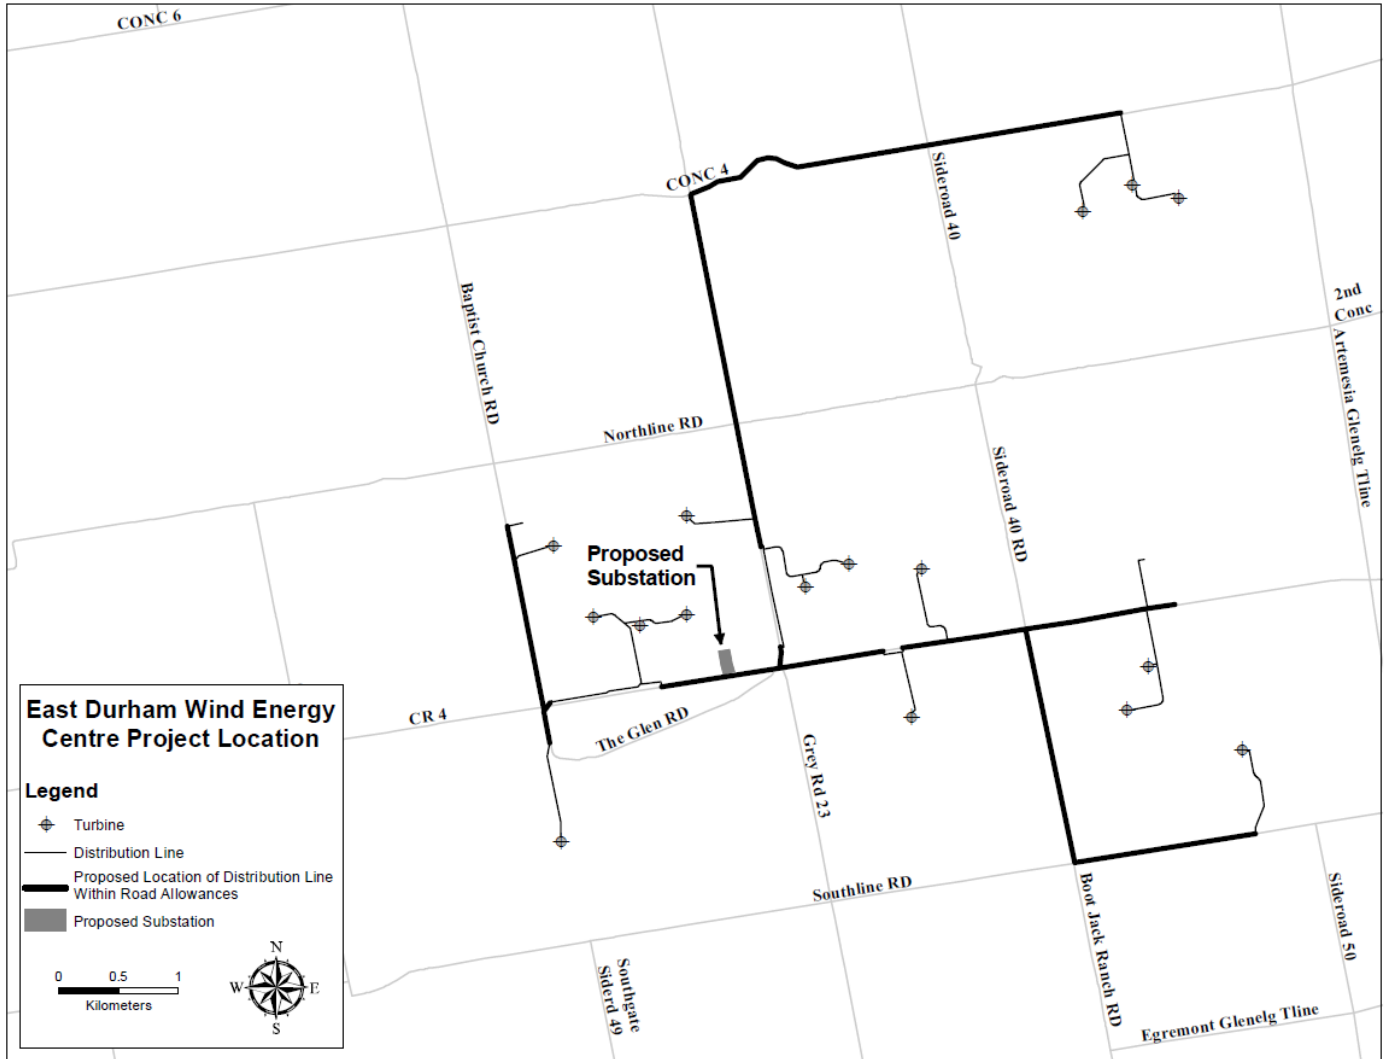 CONC 6
CONC 4
Sideroad 40
Baptist Church RD
2nd
Conc
Artemesia Glenelg Tline
Northline RD
Sideroad 40 RD
Proposed
Substation
CR 4
The Glen RD
Grey Rd 23
Southline RD
Boot Jack Ranch RD
Sideroad 50
Southgate
Siderd 49
Egremont Glenelg Tline
East Durham Wind Energy
Centre Project Location
Legend
Turbine
Distribution Line
Proposed Location of Distribution Line
Within Road Allowances
Proposed Substation
0 0.5 1
Kilometers
N
W E
S